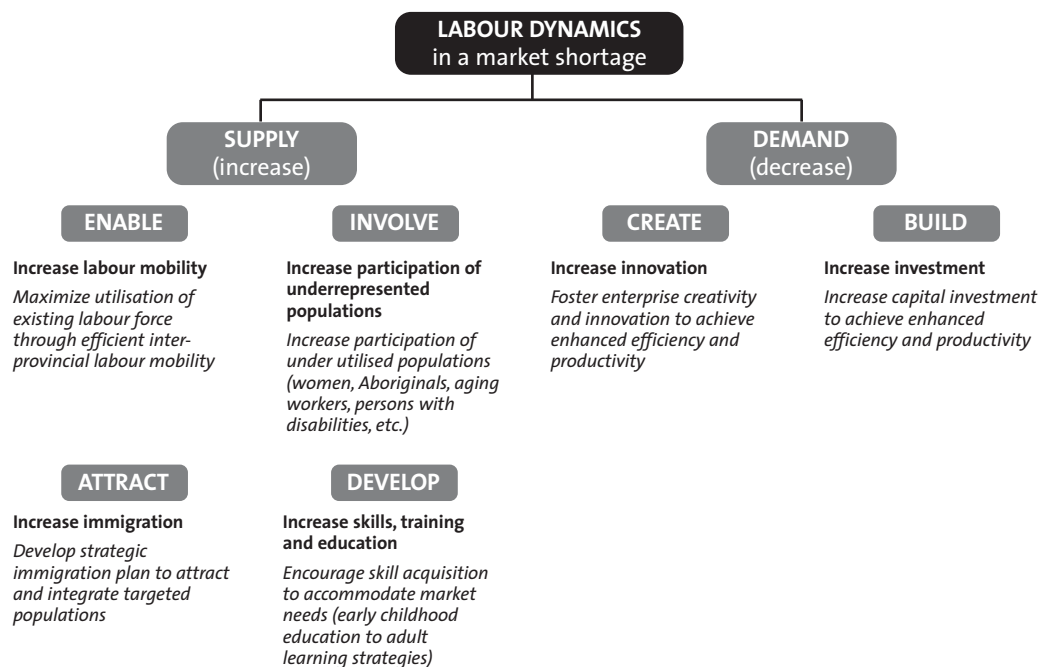 LABOUR DYNAMICS
in a market shortage
SUPPLY
(increase)
DEMAND
(decrease)
ENABLE
Increase labour mobility
Maximize utilisation of
existing labour force
through efficient inter-
provincial labour mobility
INVOLVE
Increase participation of
underrepresented
populations
Increase participation of
under utilised populations
(women, Aboriginals, aging
workers, persons with
disabilities, etc.)
CREATE
Increase innovation
Foster enterprise creativity
and innovation to achieve
enhanced efficiency and
productivity
BUILD
Increase investment
Increase capital investment
to achieve enhanced
efficiency and productivity
ATTRACT
Increase immigration
Develop strategic
immigration plan to attract
and integrate targeted
populations
DEVELOP
Increase skills, training
and education
Encourage skill acquisition
to accommodate market
needs (early childhood
education to adult
learning strategies)